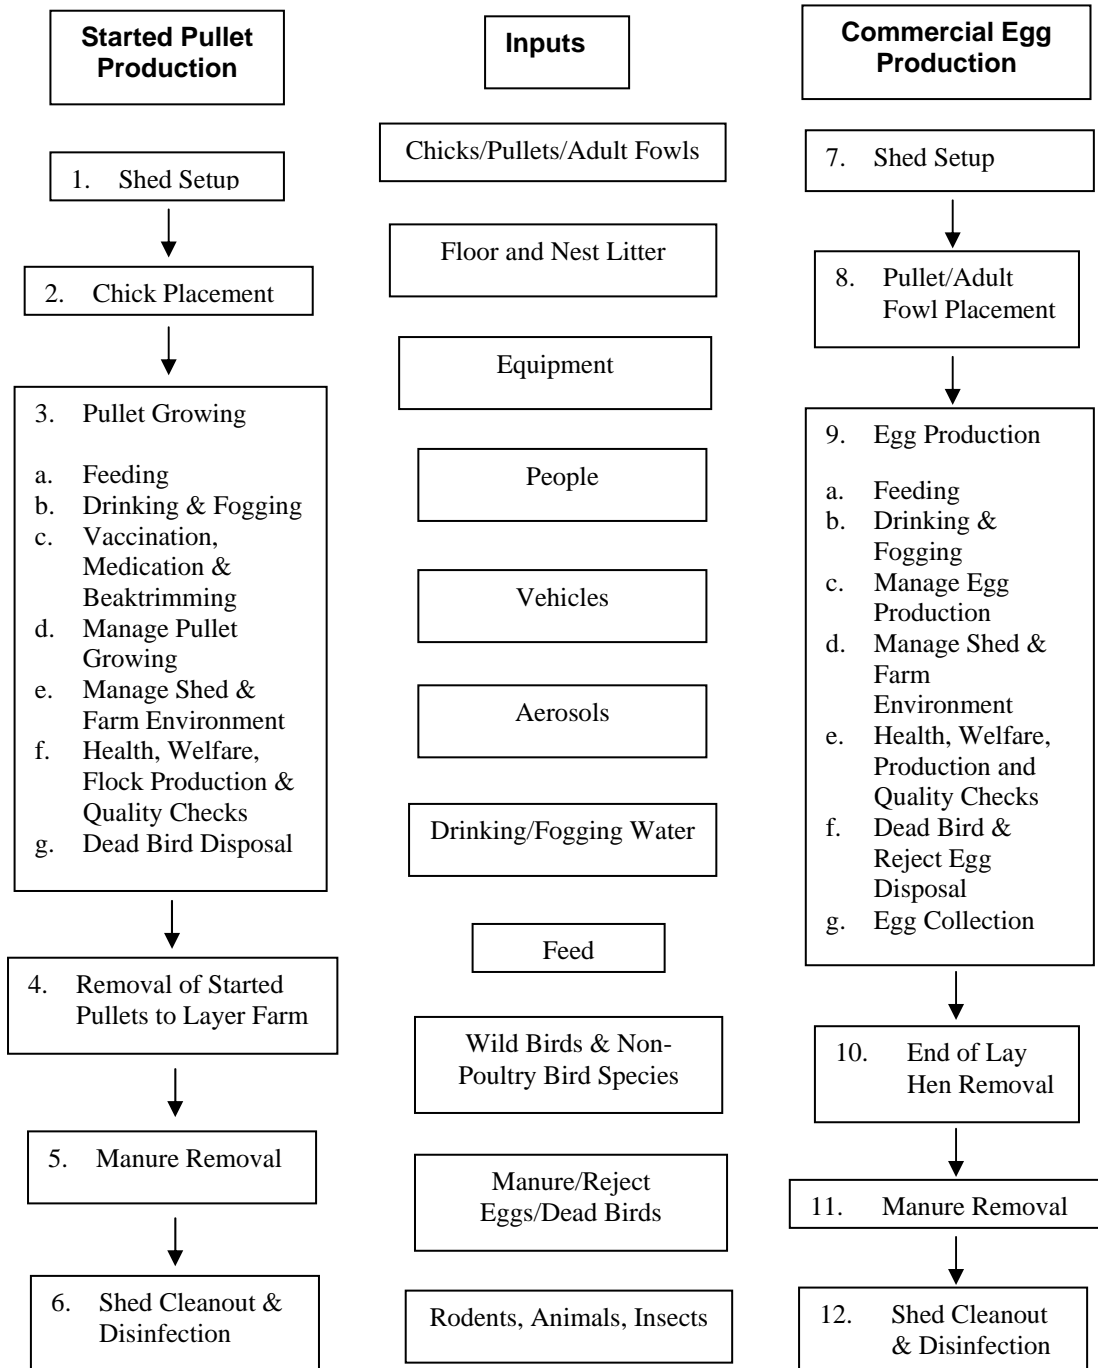 Started Pullet
Production
1. Shed Setup
2. Chick Placement
3. Pullet Growing
a. Feeding
b. Drinking & Fogging
c. Vaccination,
Medication &
Beaktrimming
d. Manage Pullet
Growing
e. Manage Shed &
Farm Environment
f. Health, Welfare,
Flock Production &
Quality Checks
g. Dead Bird Disposal
4. Removal of Started
Pullets to Layer Farm
5. Manure Removal
6. Shed Cleanout &
Disinfection
Inputs
Chicks/Pullets/Adult Fowls
Floor and Nest Litter
Equipment
People
Vehicles
Aerosols
Drinking/Fogging Water
Feed
Wild Birds & Non-
Poultry Bird Species
Manure/Reject
Eggs/Dead Birds
Rodents, Animals, Insects
Commercial Egg
Production
7. Shed Setup
8. Pullet/Adult
Fowl Placement
9. Egg Production
a. Feeding
b. Drinking &
Fogging
c. Manage Egg
Production
d. Manage Shed &
Farm
Environment
e. Health, Welfare,
Production and
Quality Checks
f. Dead Bird &
Reject Egg
Disposal
g. Egg Collection
10. End of Lay
Hen Removal
11. Manure Removal
12. Shed Cleanout
& Disinfection